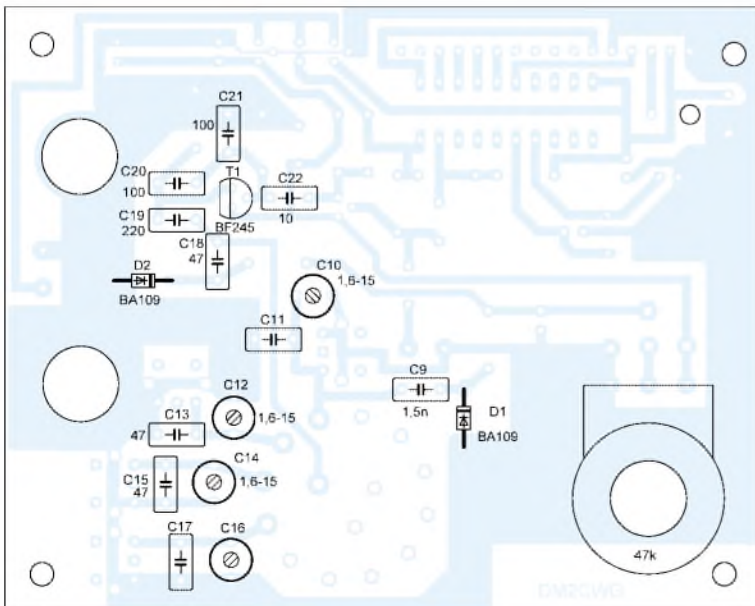 C21
100
C20
100
T1
C22
10
C19
220
BF245
C18
47
D2
BA109
C10
1,6-15
C11
C9
1,5n
D1
BA109
C12
1,6-15
C13
47
C14
1,6-15
C15
47
C17
C16
47k
DM2CWG